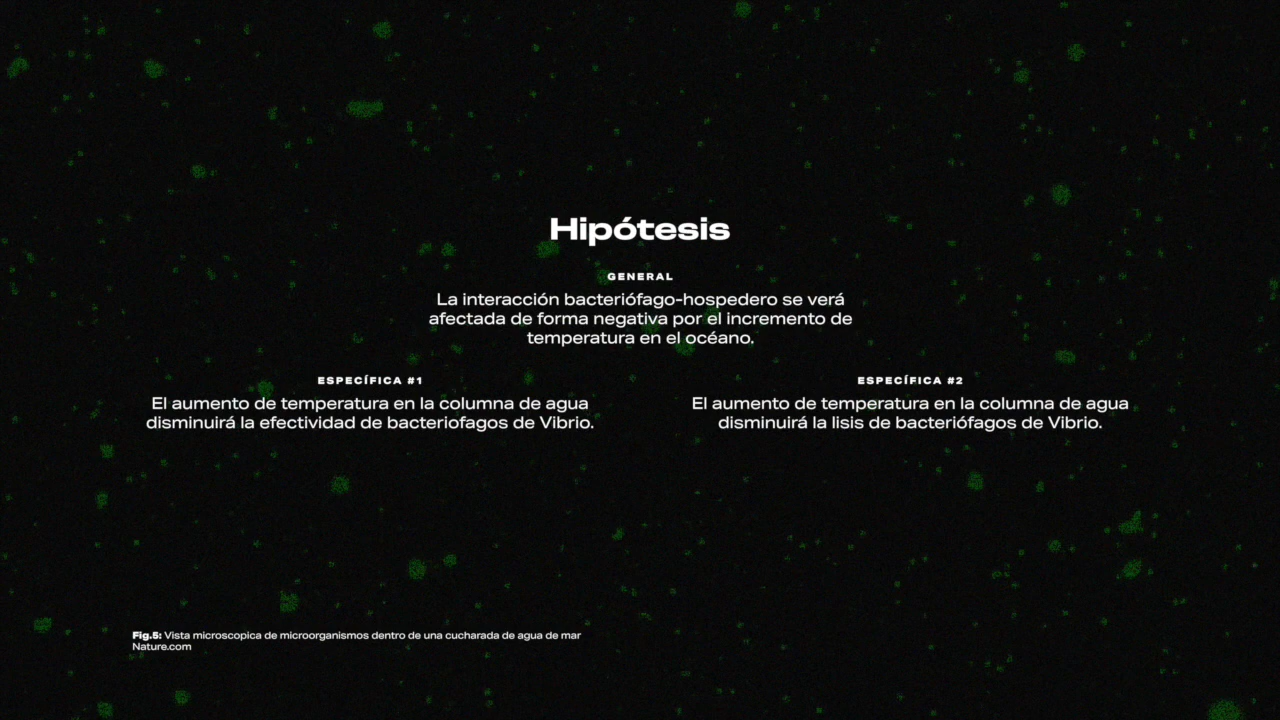 Hipótesis
GENERAL
La interacción bacteriófago-hospedero se verá
afectada de forma negativa por el incremento de
temperatura en el océano.
ESPECÍFICA #1
El aumento de temperatura en la columna de agua
disminuirá la efectividad de bacteriofagos de Vibrio.
ESPECÍFICA #2
El aumento de temperatura en la columna de agua
disminuirá la lisis de bacteriófagos de Vibrio.
Fig.5: Vista microscopica de microorganismos dentro de una cucharada de agua de mar
Nature.com